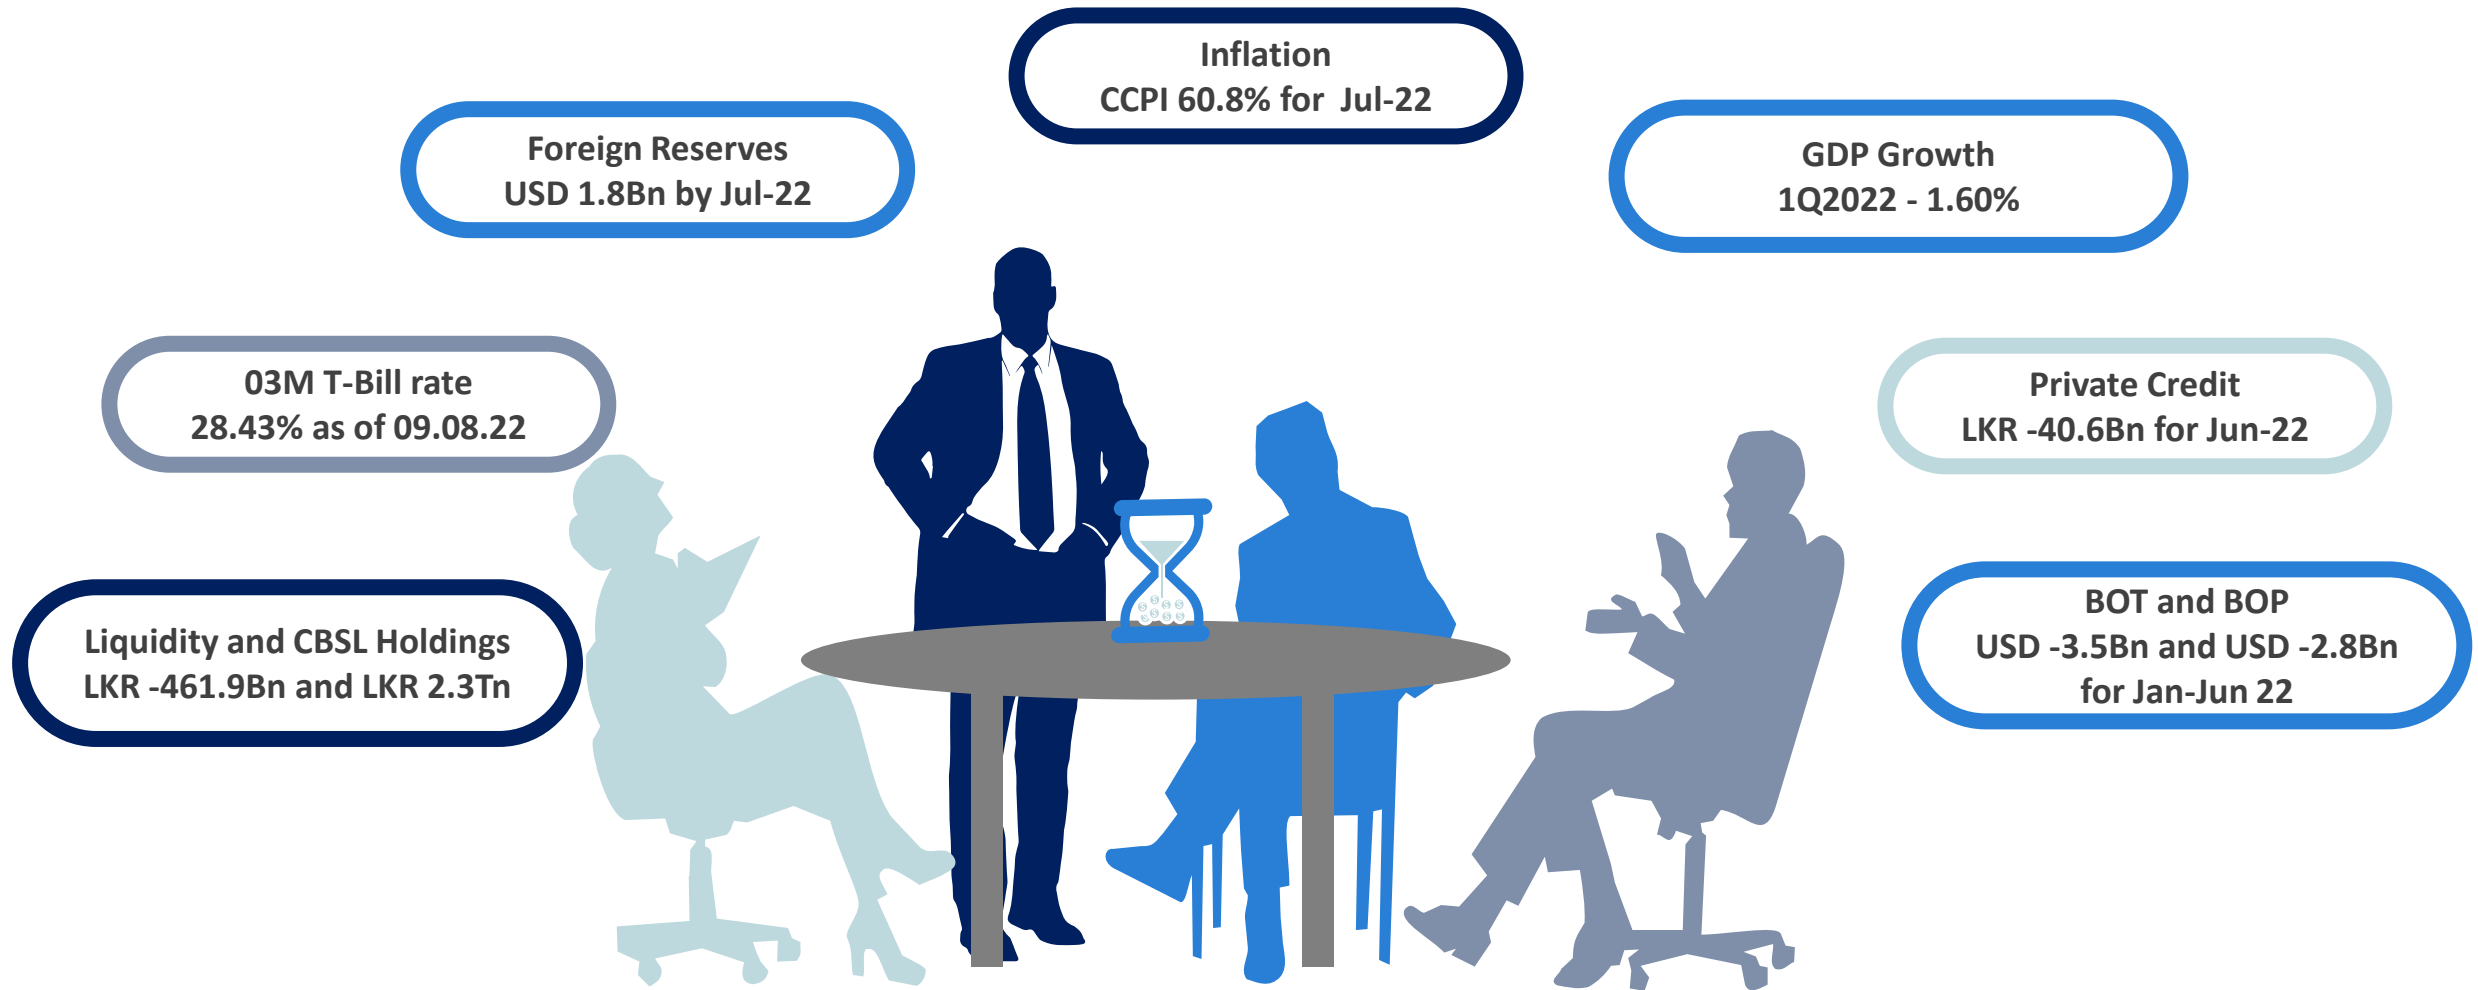 Inflation
CCPI 60.8% for Jul-22
Foreign Reserves
USD 1.8Bn by Jul-22
GDP Growth
1Q2022 - 1.60%
03M T-Bill rate
28.43% as of 09.08.22
Private Credit
LKR -40.6Bn for Jun-22
Liquidity and CBSL Holdings
LKR -461.9Bn and LKR 2.3Tn
BOT and BOP
USD -3.5Bn and USD -2.8Bn
for Jan-Jun 22